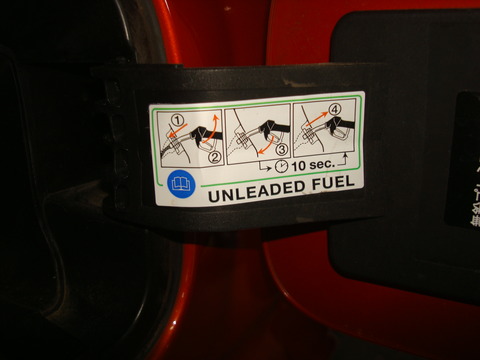 ① ② ③ ④
10 sec.
UNLEADED FUEL